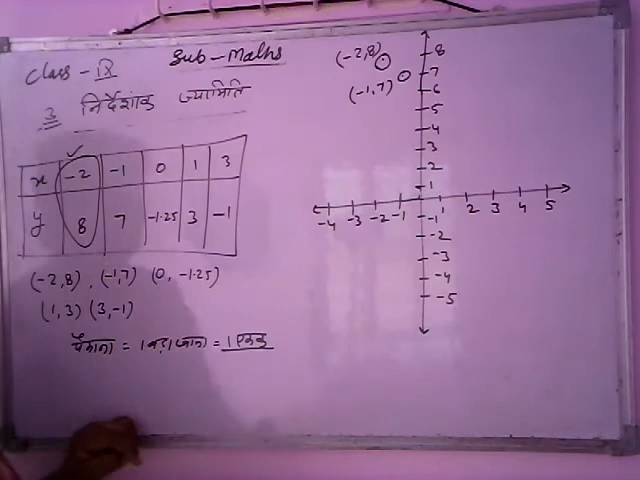 Class - IX Sub - Maths
3 निर्देशांक ज्यामिति
x -2 -1 0 1 3
y 8 7 -1.25 3 -1
(-2,8), (-1,7) (0, -1.25)
(1,3) (3,-1)
पैमाना = 1 बड़ा खाना = 1 एकक
(-2,8)
(-1,7)
8
7
6
5
4
3
2
1
-4 -3 -2 -1 1 2 3 4 5
-1
-2
-3
-4
-5